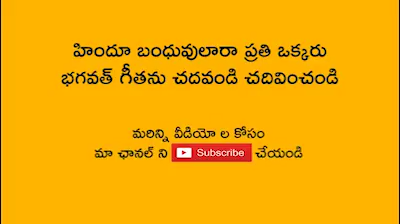 హిందూ బంధువులారా ప్రతి ఒక్కరు
భగవత్ గీతను చదవండి చదివించండి
మరిన్ని వీడియో ల కోసం
మా ఛానల్ ని Subscribe చేయండి